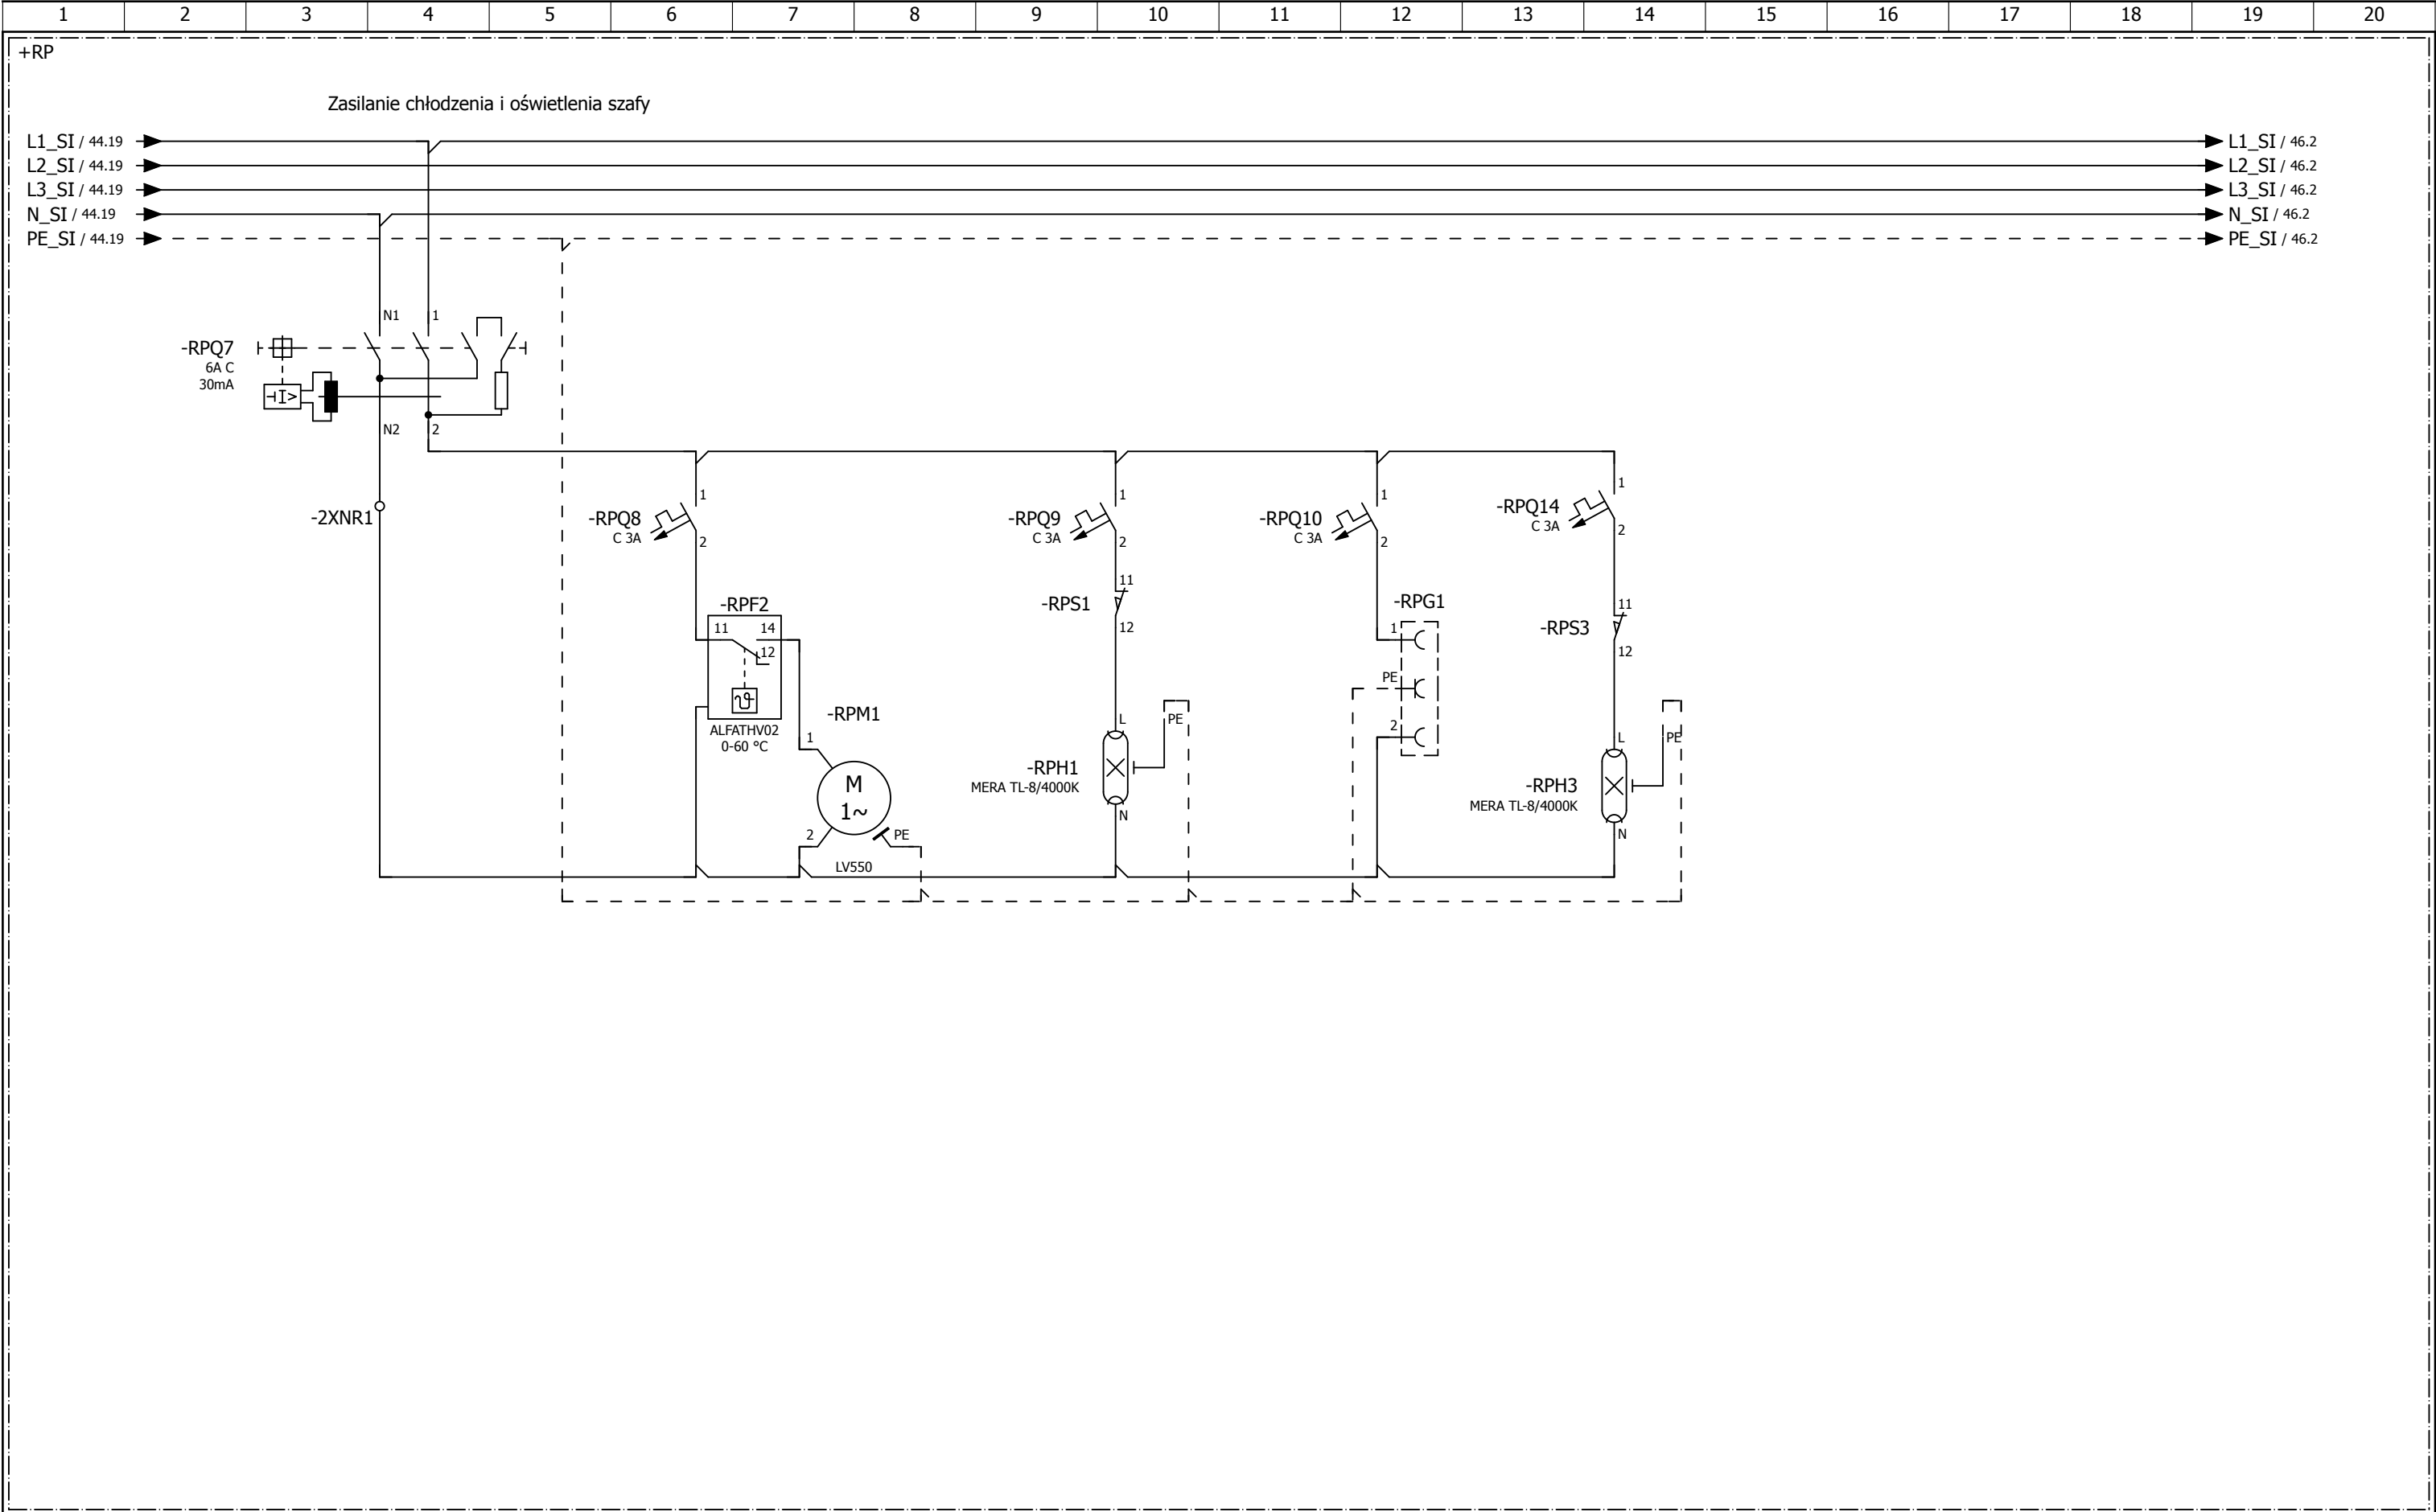 1 2 3 4 5 6 7 8 9 10 11 12 13 14 15 16 17 18 19 20
+RP
Zasilanie chłodzenia i oświetlenia szafy
L1_SI / 44.19
L1_SI / 46.2
L2_SI / 44.19
L2_SI / 46.2
L3_SI / 44.19
L3_SI / 46.2
N_SI / 44.19
N_SI / 46.2
PE_SI / 44.19
PE_SI / 46.2
N1
1
-RPQ7
6A C
30mA
I>
N2
2
-2XNR1
1
-RPQ8
C 3A
2
1
-RPQ9
C 3A
2
1
-RPQ10
C 3A
2
1
-RPQ14
C 3A
2
-RPF2
11
14
12
ϑ
ALFATHV02
0-60 °C
-RPM1
1
M
1~
2
PE
LV550
11
-RPS1
12
L
PE
-RPH1
MERA TL-8/4000K
N
-RPG1
1
PE
2
11
-RPS3
12
L
PE
-RPH3
MERA TL-8/4000K
N